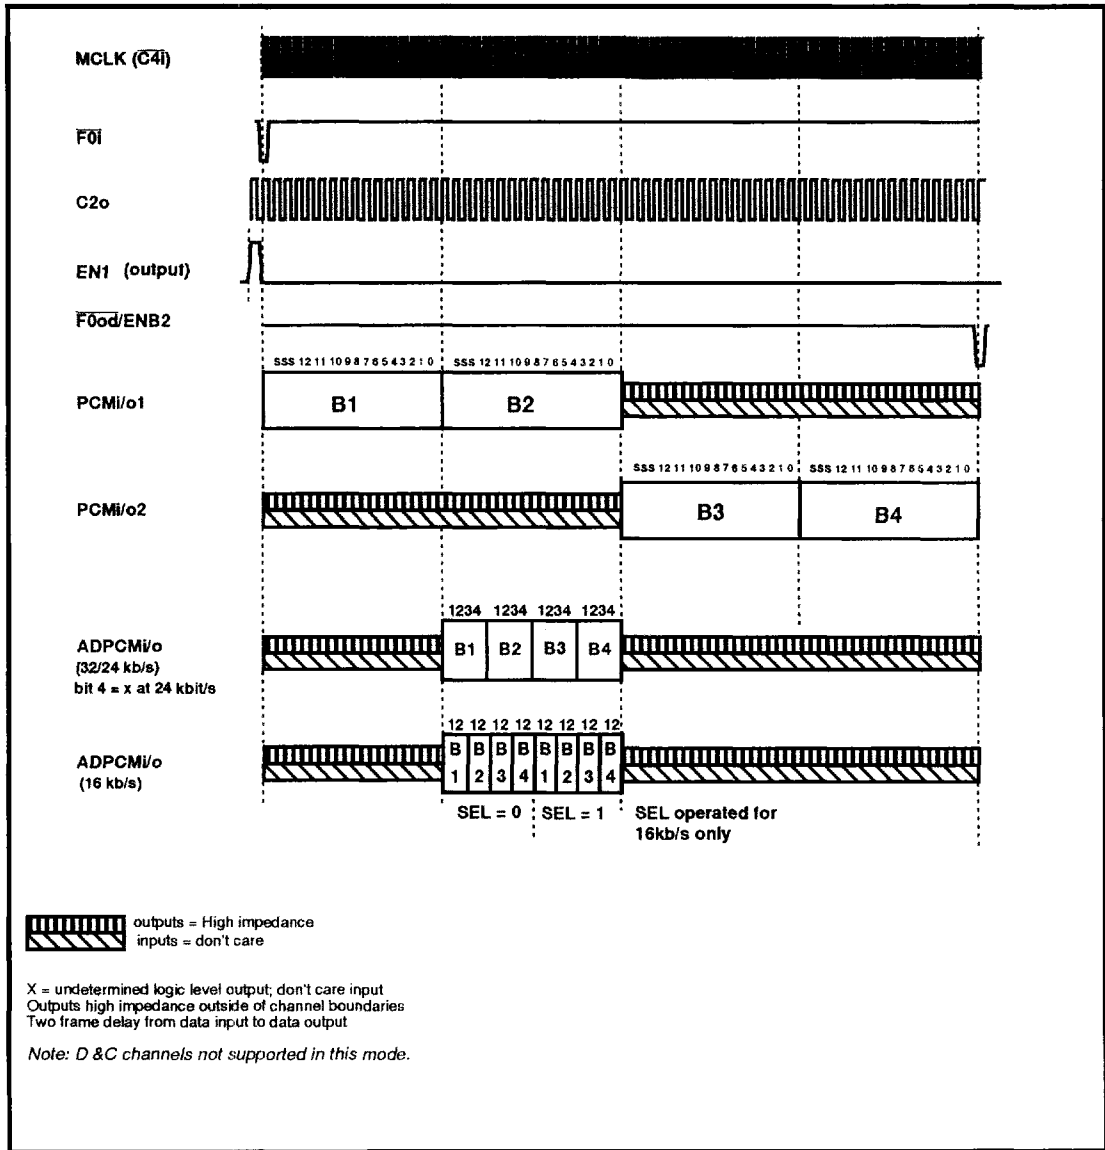 MCLK (C4i)
F0i
C2o
EN1 (output)
F0od/ENB2
SSS 12 11 10 9 8 7 6 5 4 3 2 1 0 SSS 12 11 10 9 8 7 6 5 4 3 2 1 0
PCMi/o1 B1 B2
SSS 12 11 10 9 8 7 6 5 4 3 2 1 0 SSS 12 11 10 9 8 7 6 5 4 3 2 1 0
PCMi/o2 B3 B4
1234 1234 1234 1234
ADPCMi/o B1 B2 B3 B4
(32/24 kb/s)
bit 4 = x at 24 kbit/s
12 12 12 12 12 12 12 12
B B B B B B B B
ADPCMi/o
1 2 3 4 1 2 3 4
(16 kb/s)
SEL = 0 SEL = 1 SEL operated for
16kb/s only
outputs = High impedance
inputs = don't care
X = undetermined logic level output; don't care input
Outputs high impedance outside of channel boundaries
Two frame delay from data input to data output
Note: D &C channels not supported in this mode.